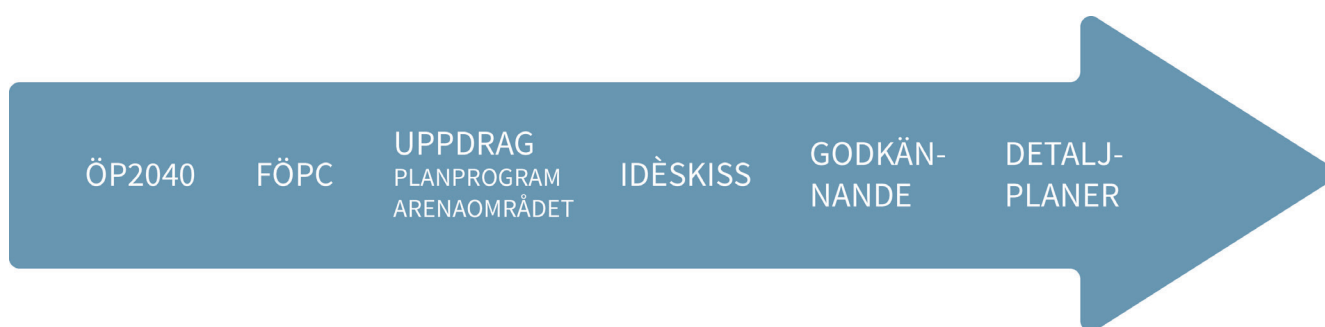 ÖP2040
FÖPC
UPPDRAG
PLANPROGRAM
ARENAOMRÅDET
IDÈSKISS
GODKÄN-
NANDE
DETALJ-
PLANER